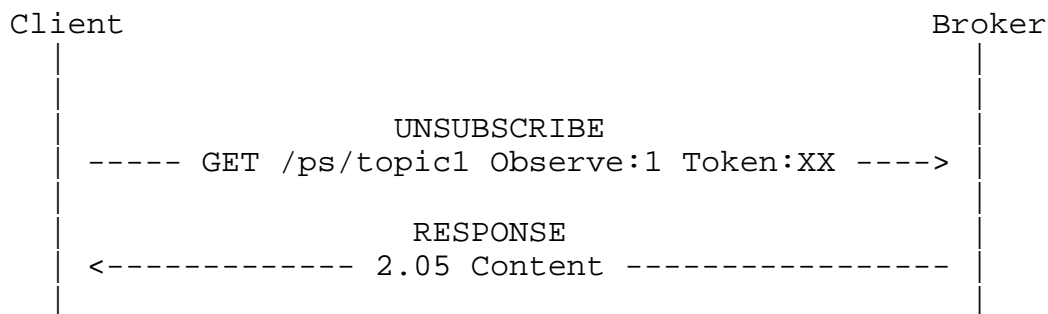 Client Broker
UNSUBSCRIBE
----- GET /ps/topic1 Observe:1 Token:XX ---->
RESPONSE
<------------- 2.05 Content -----------------